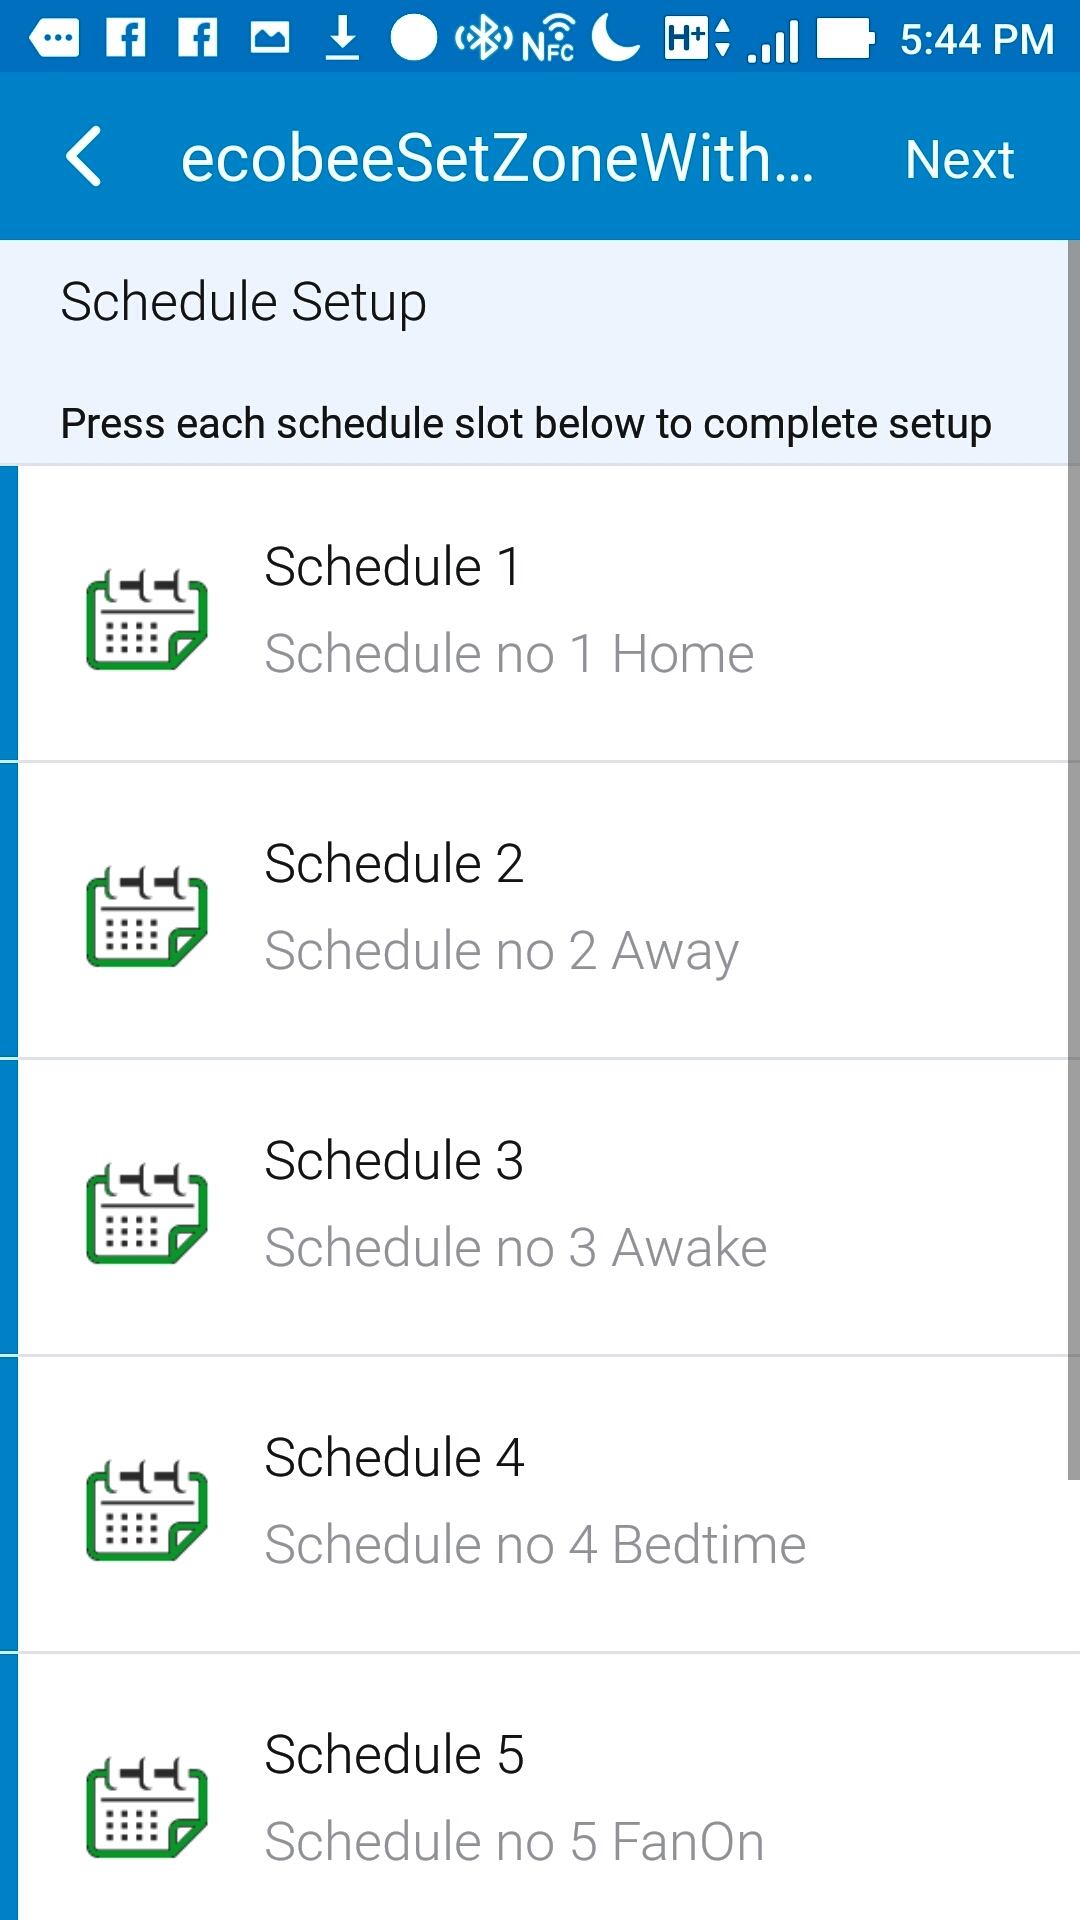 NFC H+ 5:44 PM
ecobeeSetZoneWith... Next
Schedule Setup
Press each schedule slot below to complete setup
Schedule 1
Schedule no 1 Home
Schedule 2
Schedule no 2 Away
Schedule 3
Schedule no 3 Awake
Schedule 4
Schedule no 4 Bedtime
Schedule 5
Schedule no 5 FanOn